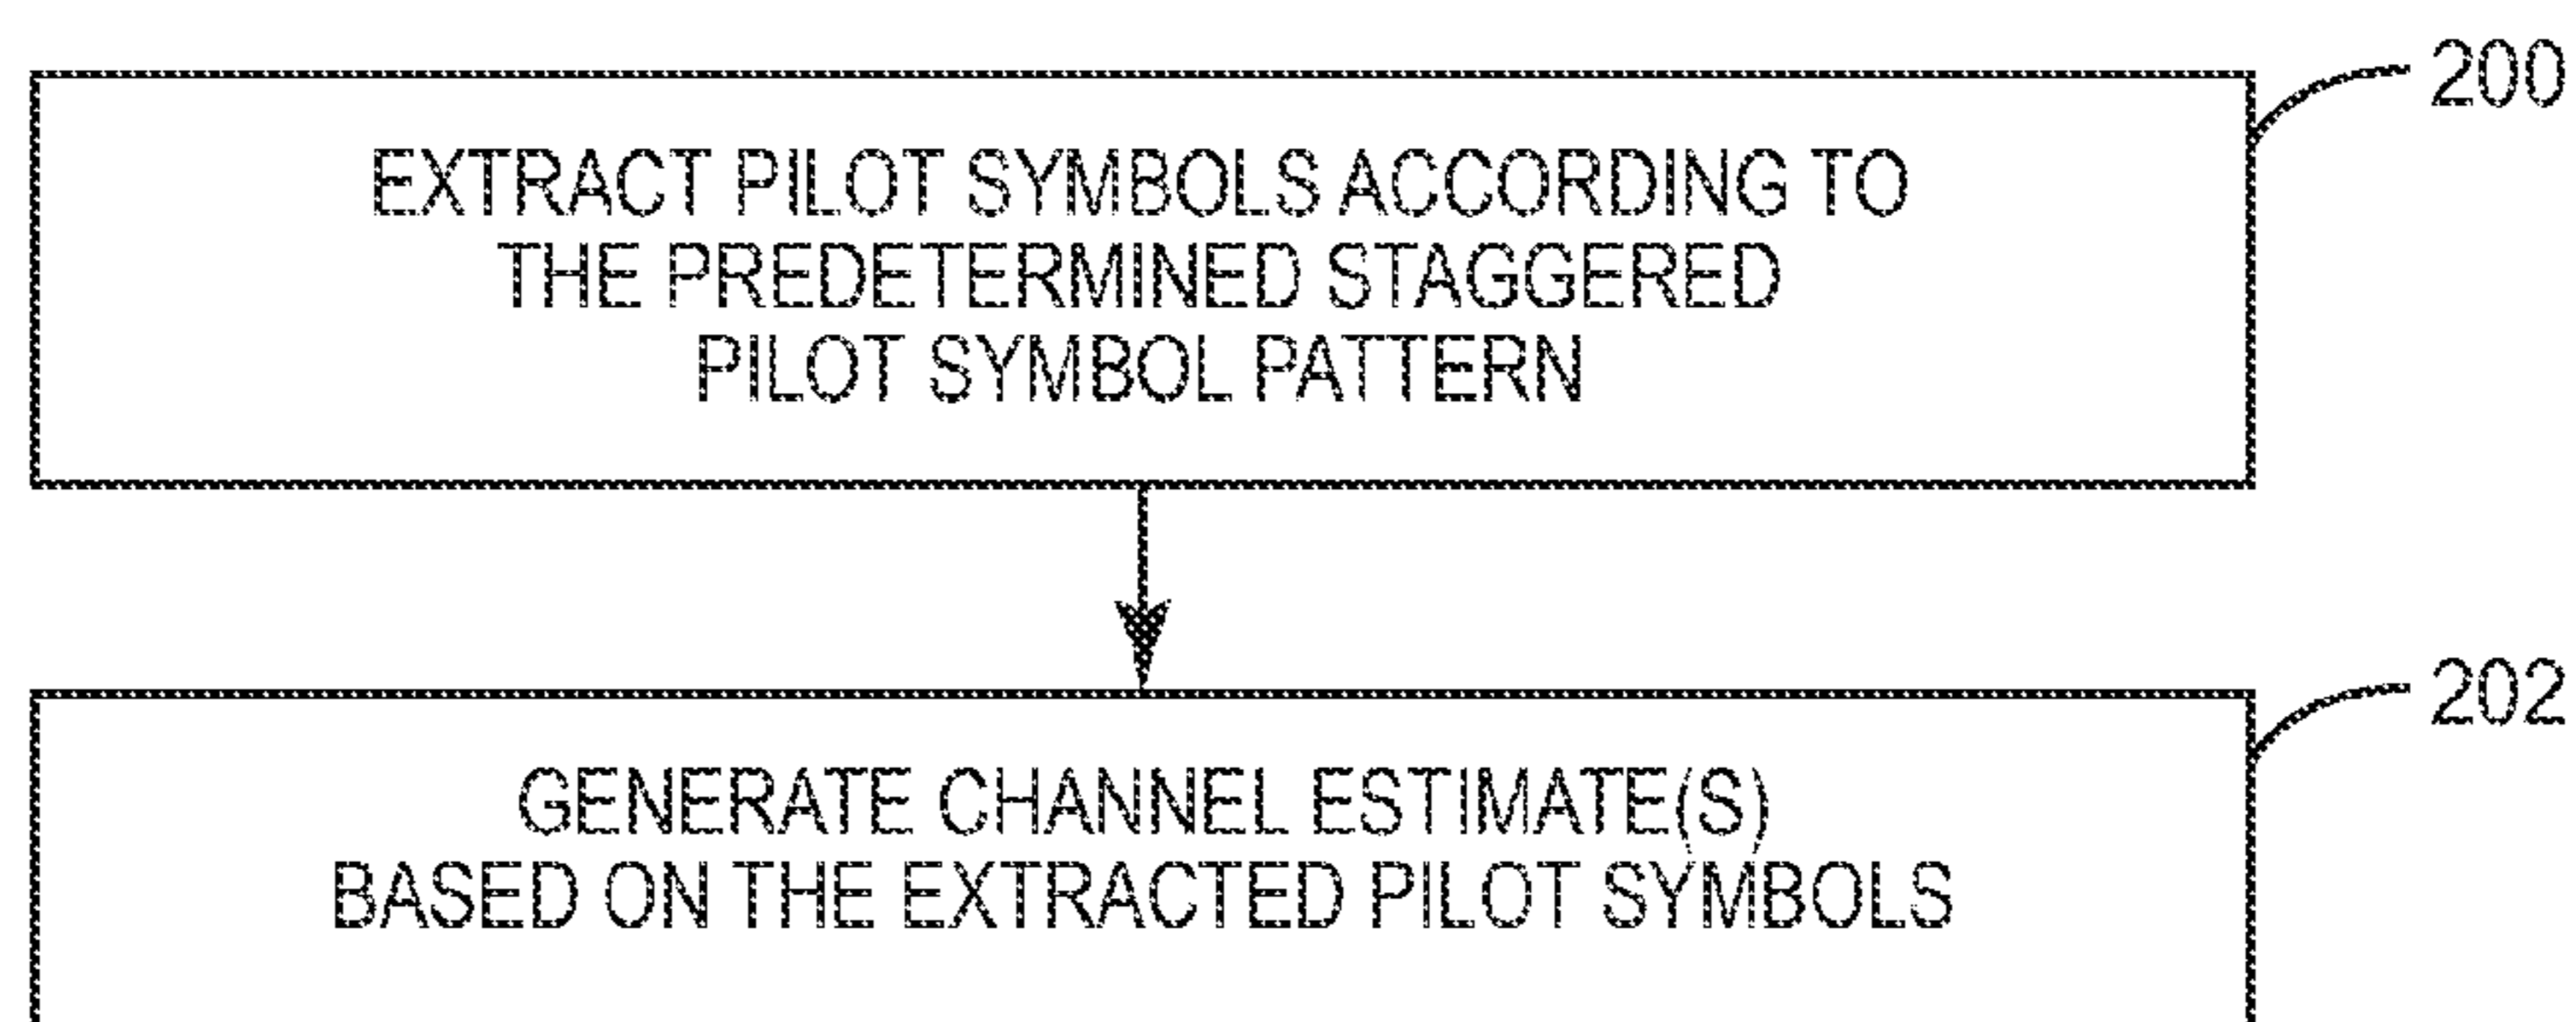 200
EXTRACT PILOT SYMBOLS ACCORDING TO
THE PREDETERMINED STAGGERED
PILOT SYMBOL PATTERN
202
GENERATE CHANNEL ESTIMATE(S)
BASED ON THE EXTRACTED PILOT SYMBOLS